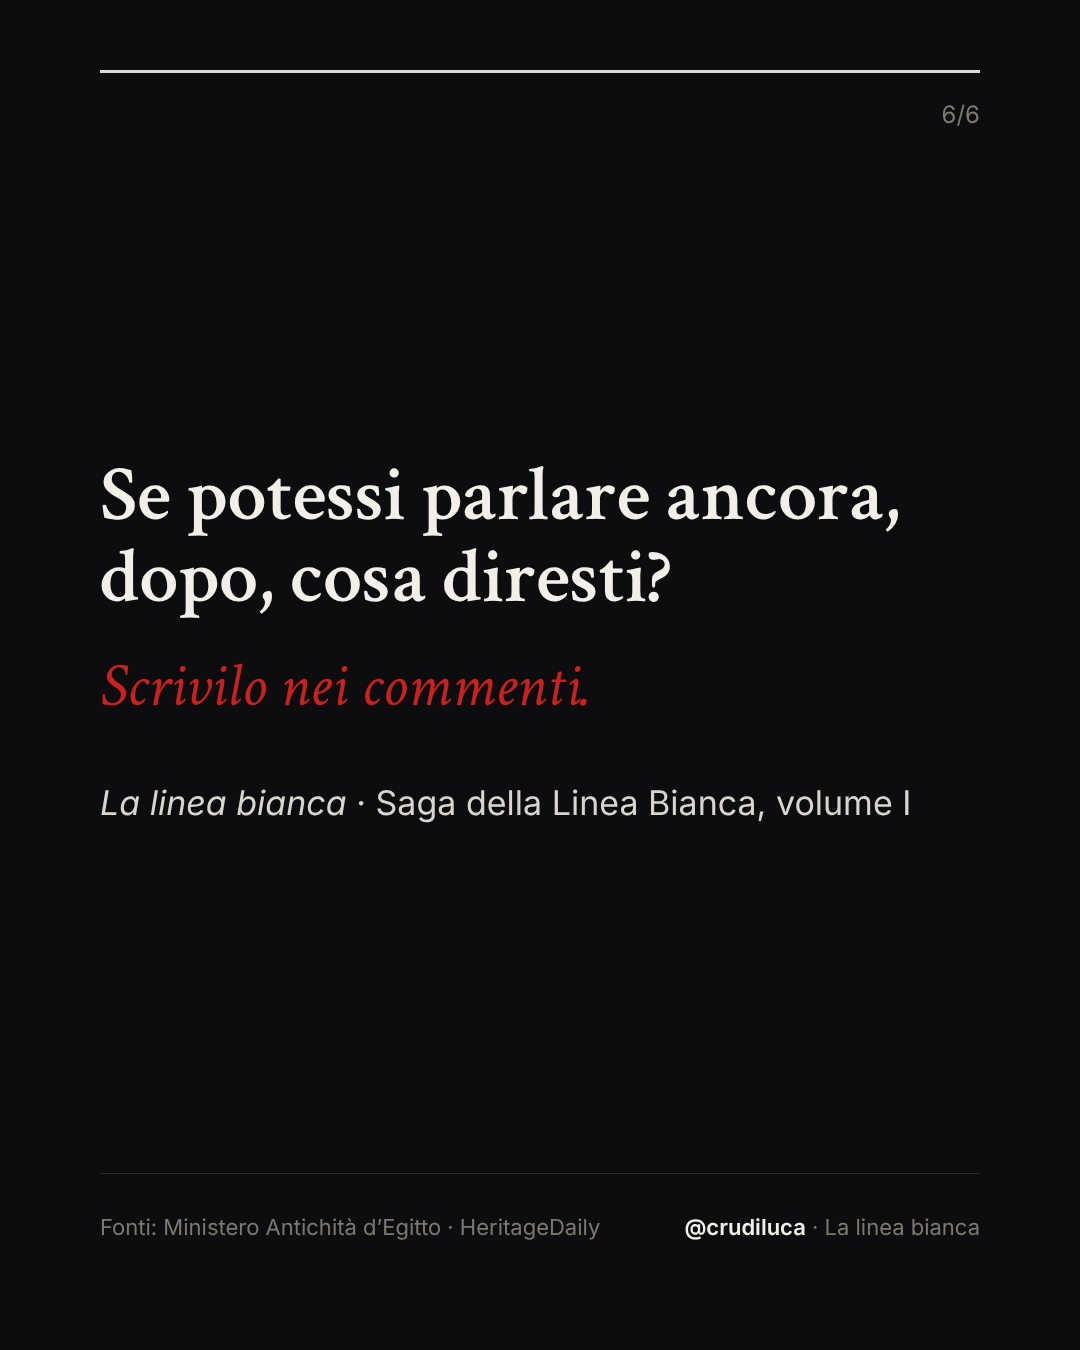 6/6
Se potessi parlare ancora,
dopo, cosa diresti?
Scrivilo nei commenti.
La linea bianca · Saga della Linea Bianca, volume I
Fonti: Ministero Antichità d’Egitto · HeritageDaily
@crudiluca · La linea bianca